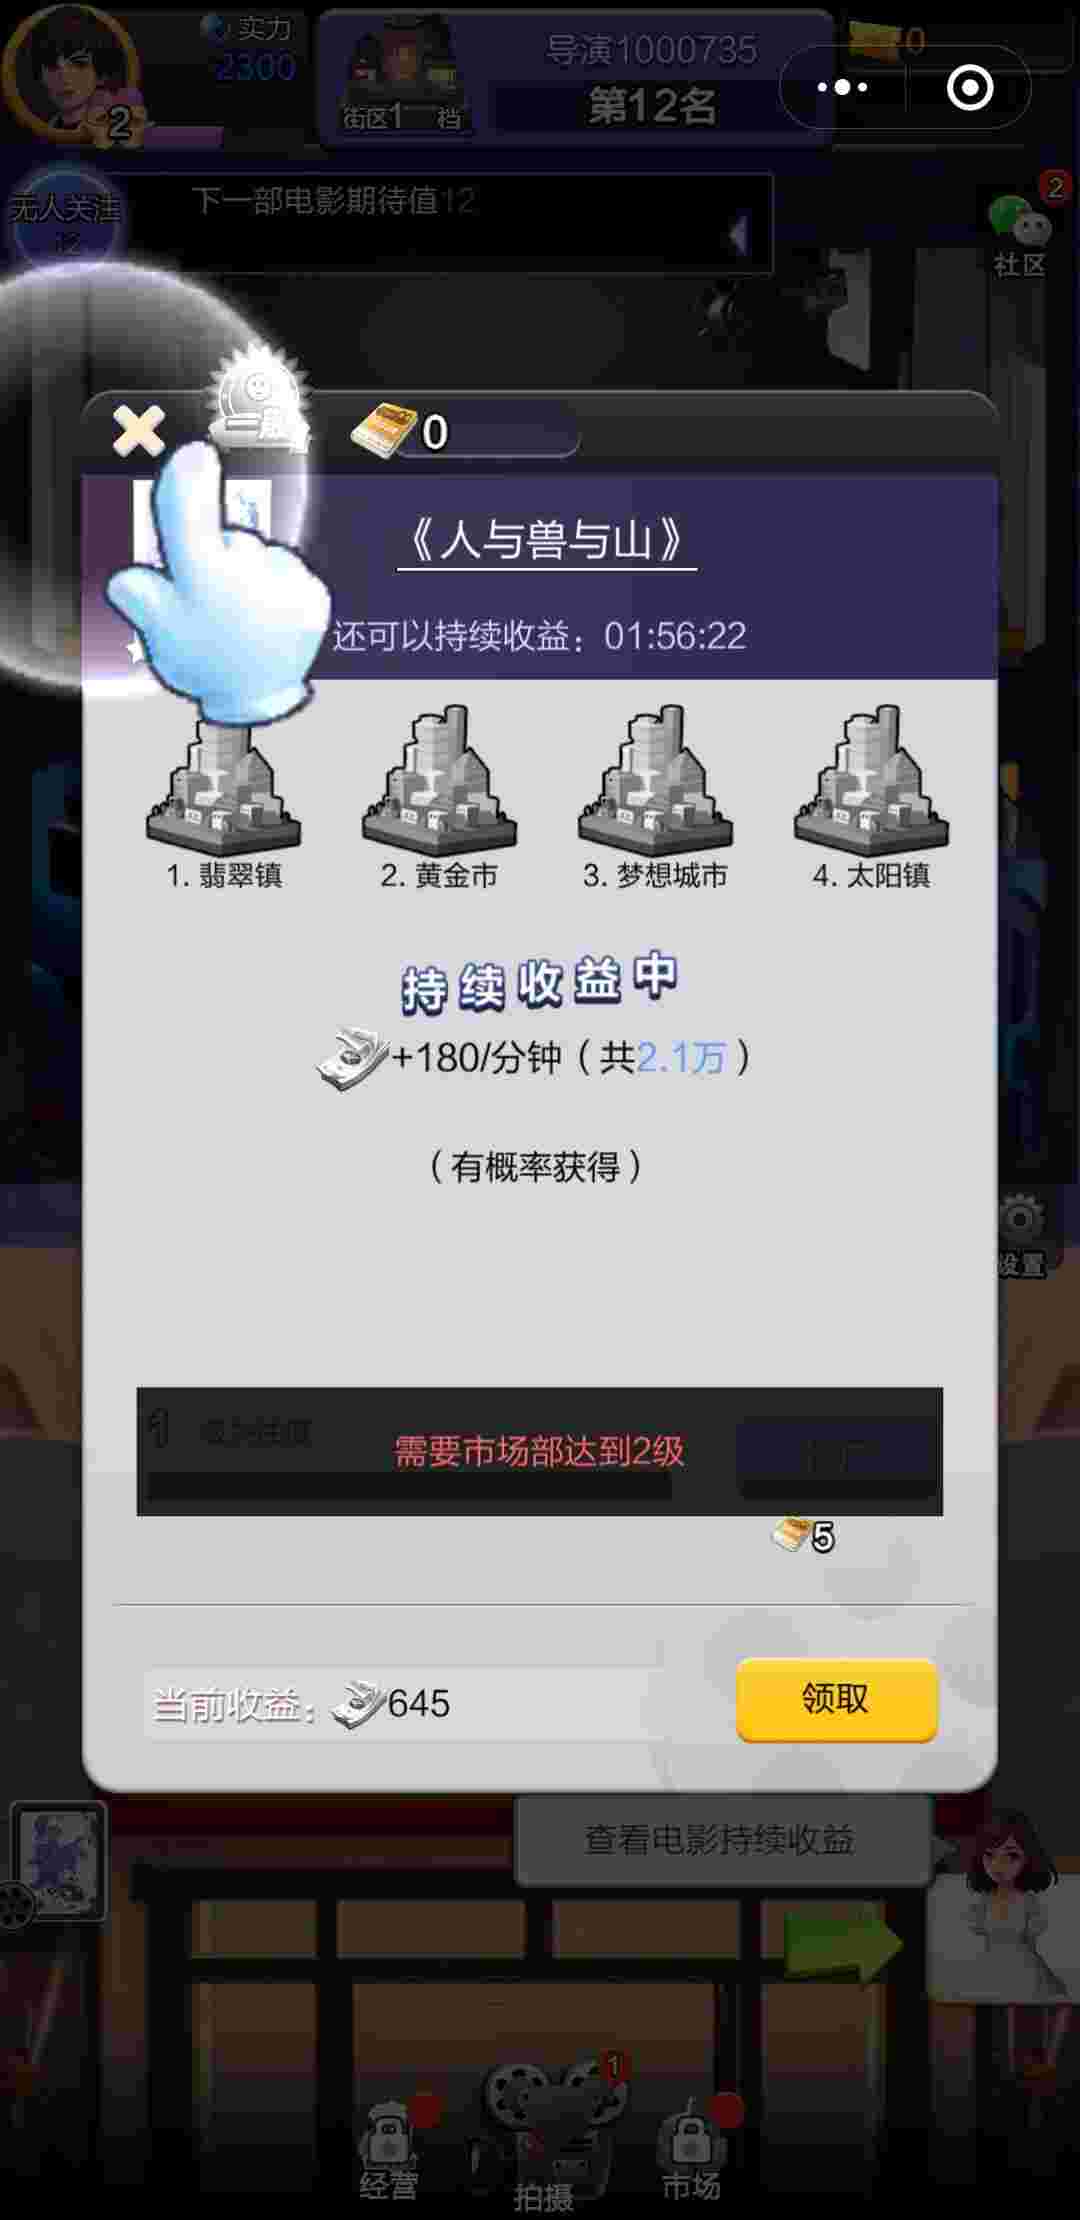 实力
2300
2
街区1 档
导演1000735
第12名
0
无人关注
12
下一部电影期待值12
2
社区
0
《人与兽与山》
还可以持续收益：01:56:22
1. 翡翠镇
2. 黄金市
3. 梦想城市
4. 太阳镇
持续收益中
+180/分钟（共2.1万）
（有概率获得）
设置
1
需要市场部达到2级
5
当前收益：645
领取
查看电影持续收益
1
经营
拍摄
市场